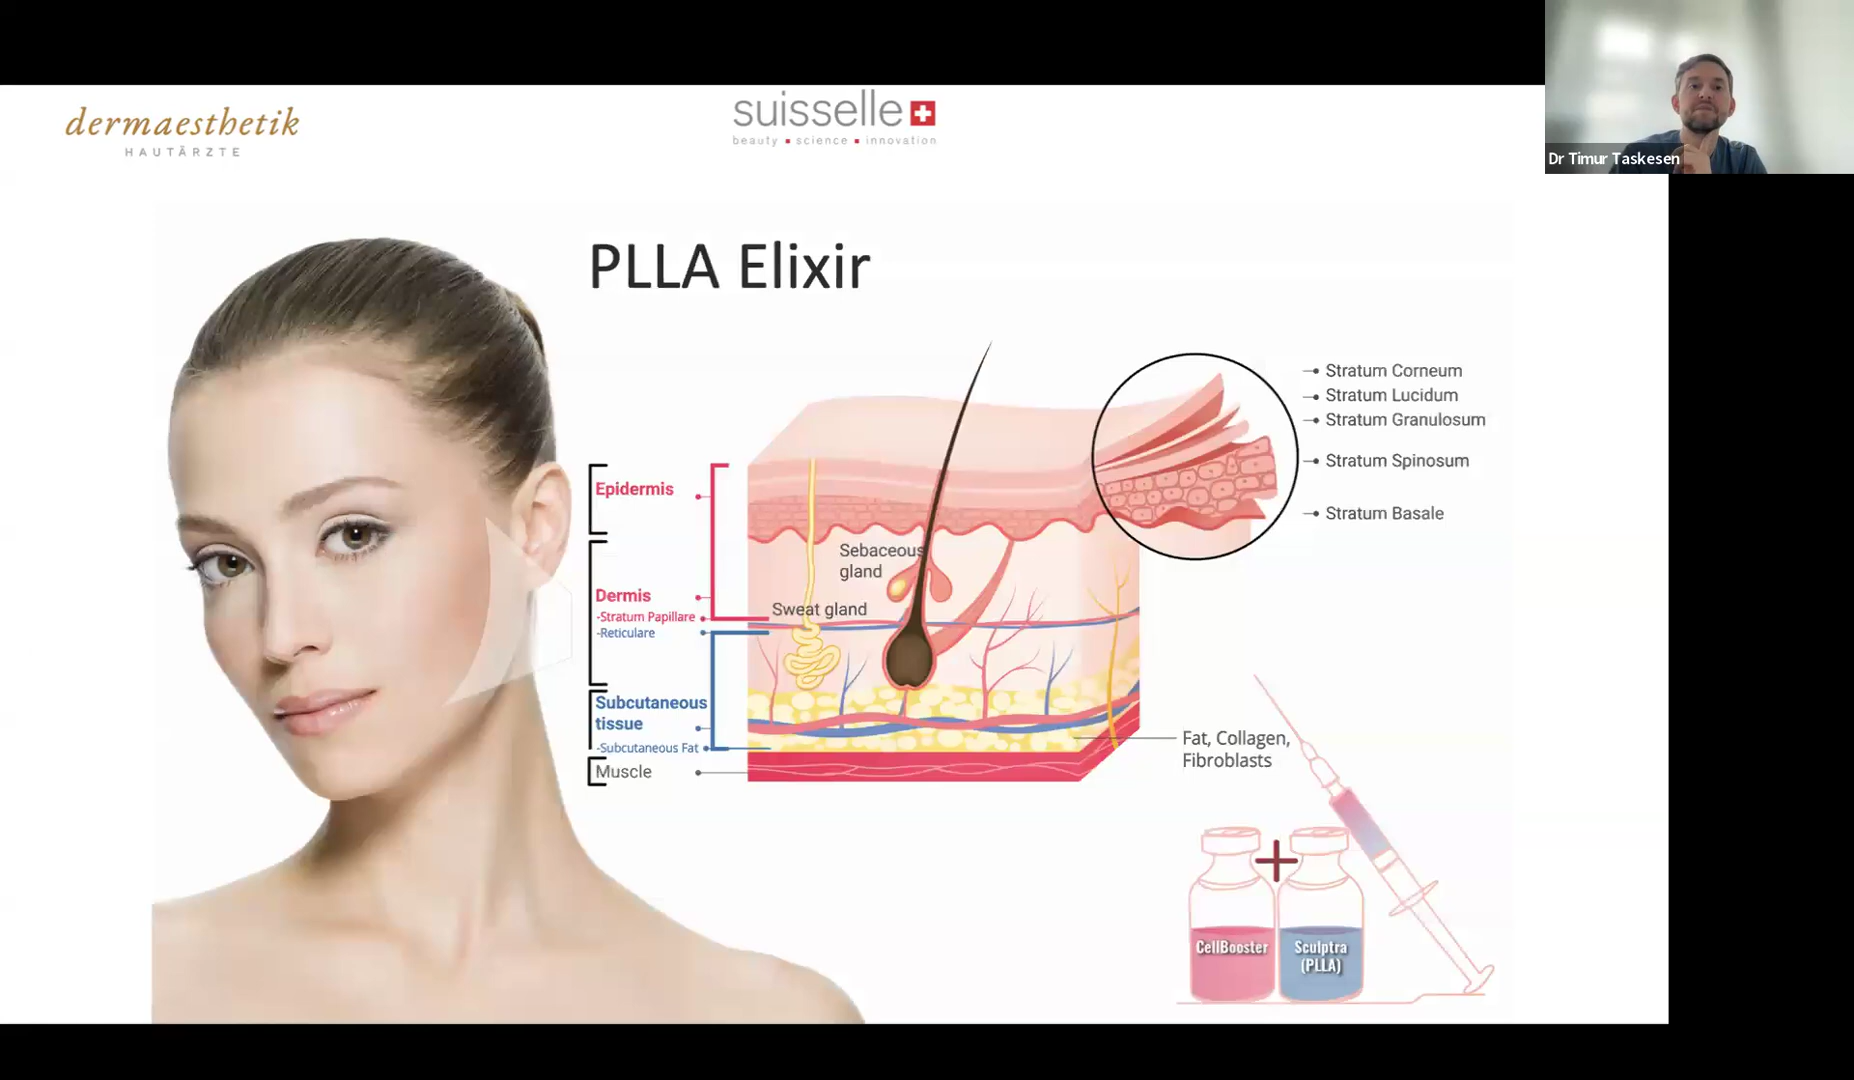 dermaesthetik
HAUTÄRZTE
suisselle
beauty ▪ science ▪ innovation
Dr Timur Taskesen
PLLA Elixir
Stratum Corneum
Stratum Lucidum
Stratum Granulosum
Stratum Spinosum
Stratum Basale
Epidermis
Dermis
-Stratum Papillare
-Reticulare
Subcutaneous
tissue
-Subcutaneous Fat
Muscle
Sebaceous
gland
Sweat gland
Fat, Collagen,
Fibroblasts
CellBooster
Sculptra
(PLLA)